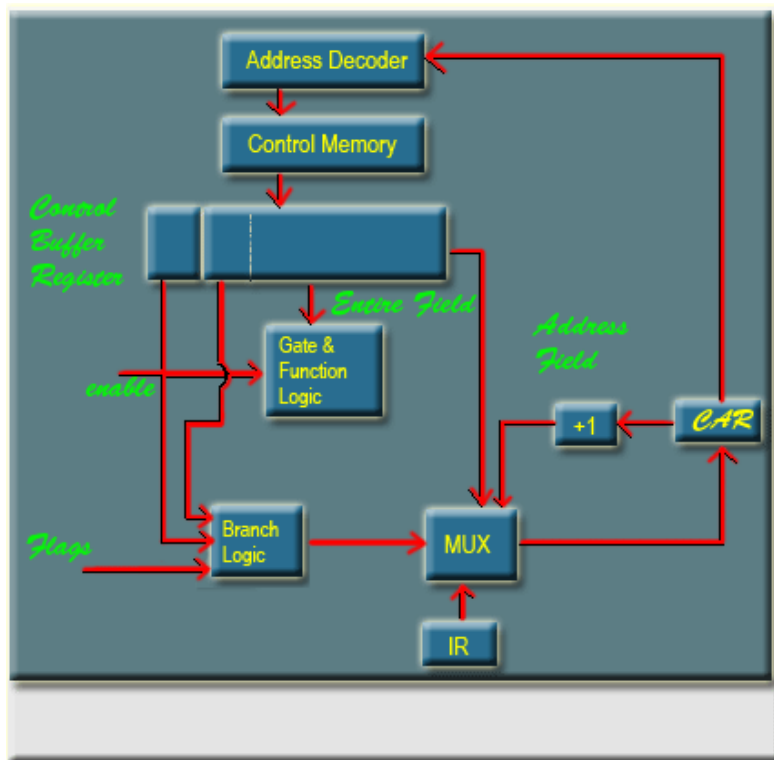 Address Decoder
Control Memory
Control
Buffer
Register
Entire Field
Gate &
Function
Logic
enable
Address
Field
+1
CAR
Flags
Branch
Logic
MUX
IR